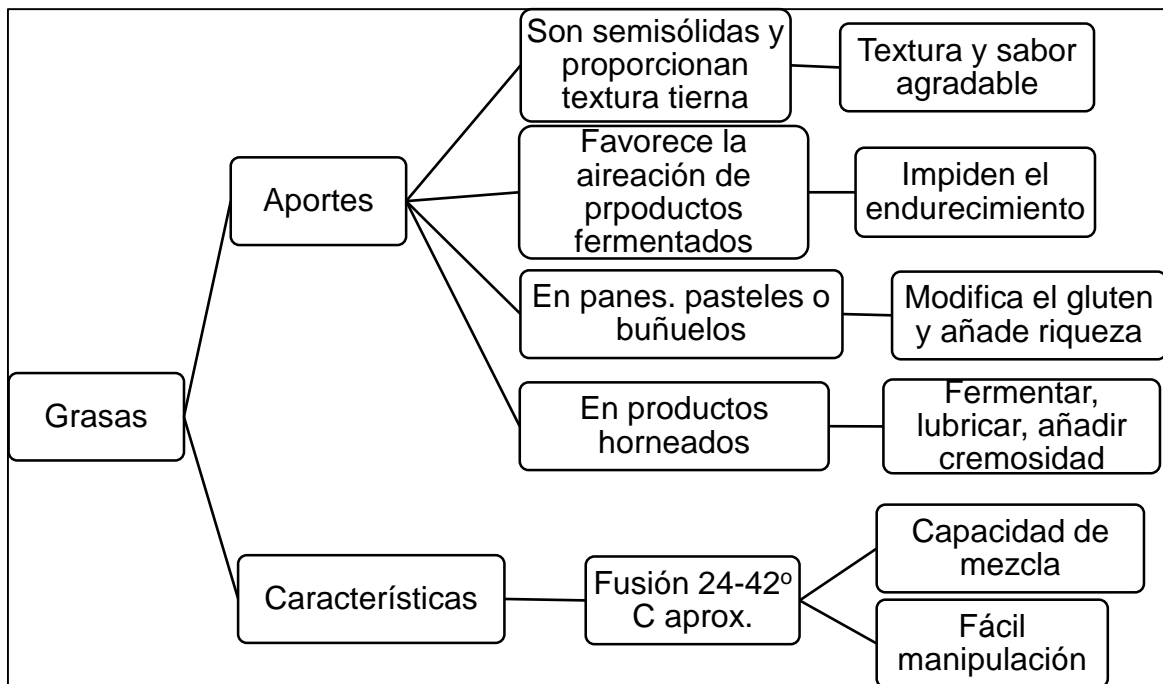 Grasas
Aportes
Son semisólidas y
proporcionan
textura tierna
Textura y sabor
agradable
Favorece la
aireación de
prpoductos
fermentados
Impiden el
endurecimiento
En panes. pasteles o
buñuelos
Modifica el gluten
y añade riqueza
En productos
horneados
Fermentar,
lubricar, añadir
cremosidad
Características
Fusión 24-42º
C aprox.
Capacidad de
mezcla
Fácil
manipulación